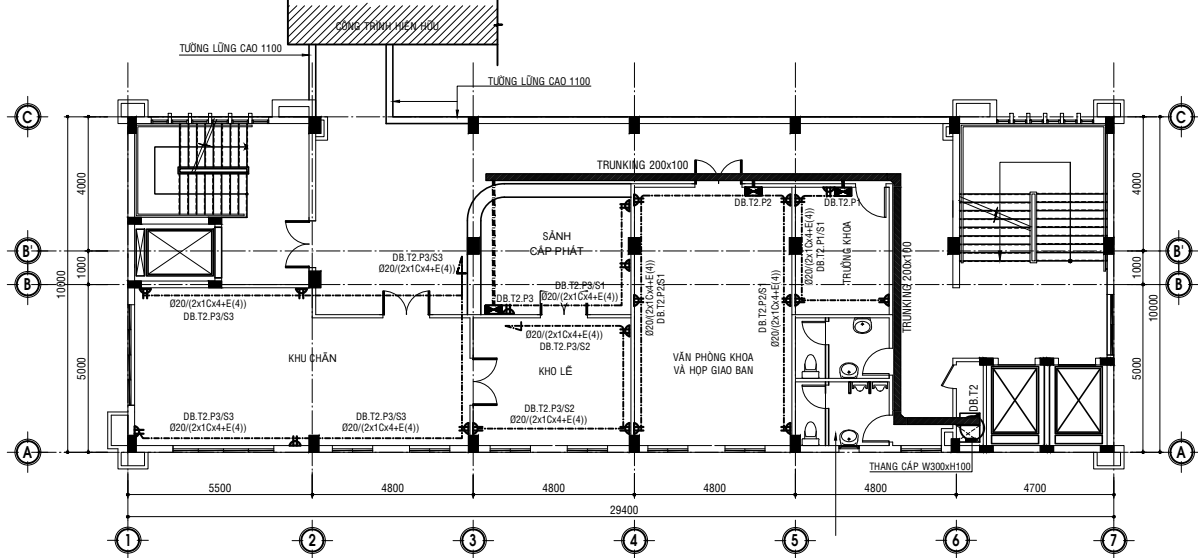 CÔNG TRÌNH HIỆN HỮU
TƯỜNG LỬNG CAO 1100
TƯỜNG LỬNG CAO 1100
C
C
TRUNKING 200x100
4000
4000
DB.T2.P2
DB.T2.P1
SẢNH
CẤP PHÁT
Ø20/(2x1Cx4+E(4))
DB.T2.P1/S1
TRƯỞNG KHOA
B'
B'
DB.T2.P3/S3
Ø20/(2x1Cx4+E(4))
1000
1000
10000
10000
B
B
DB.T2.P3/S1
Ø20/(2x1Cx4+E(4))
DB.T2.P3
Ø20/(2x1Cx4+E(4))
DB.T2.P2/S1
DB.T2.P2/S1
Ø20/(2x1Cx4+E(4))
TRUNKING 200x100
Ø20/(2x1Cx4+E(4))
DB.T2.P3/S3
Ø20/(2x1Cx4+E(4))
DB.T2.P3/S2
KHU CHẴN
KHO LẺ
VĂN PHÒNG KHOA
VÀ HỌP GIAO BAN
5000
5000
DB.T2
DB.T2.P3/S3
Ø20/(2x1Cx4+E(4))
DB.T2.P3/S3
Ø20/(2x1Cx4+E(4))
DB.T2.P3/S2
Ø20/(2x1Cx4+E(4))
A
A
THANG CÁP W300xH100
5500
4800
4800
4800
4800
4700
29400
1
2
3
4
5
6
7